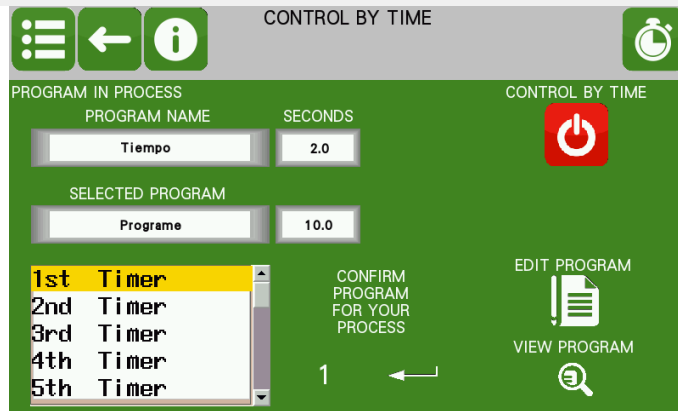 CONTROL BY TIME
PROGRAM IN PROCESS
CONTROL BY TIME
PROGRAM NAME
SECONDS
Tiempo
2.0
SELECTED PROGRAM
Programe
10.0
1st Timer
2nd Timer
3rd Timer
4th Timer
5th Timer
CONFIRM
PROGRAM
FOR YOUR
PROCESS
1
EDIT PROGRAM
VIEW PROGRAM